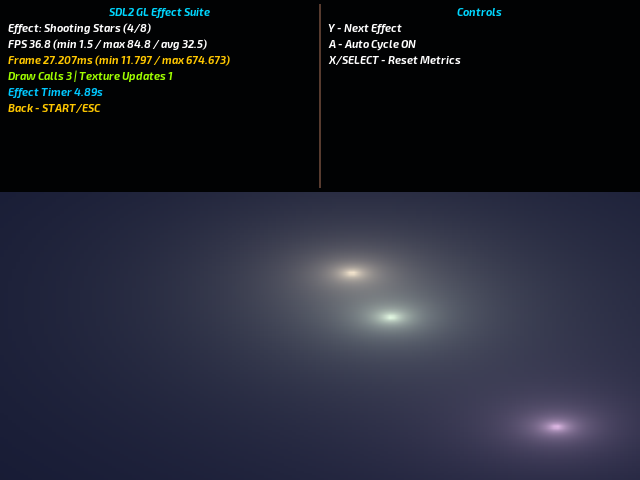 SDL2 GL Effect Suite
Effect: Shooting Stars (4/8)
FPS 36.8 (min 1.5 / max 84.8 / avg 32.5)
Frame 27.207ms (min 11.797 / max 674.673)
Draw Calls 3 | Texture Updates 1
Effect Timer 4.89s
Back - START/ESC
Controls
Y - Next Effect
A - Auto Cycle ON
X/SELECT - Reset Metrics